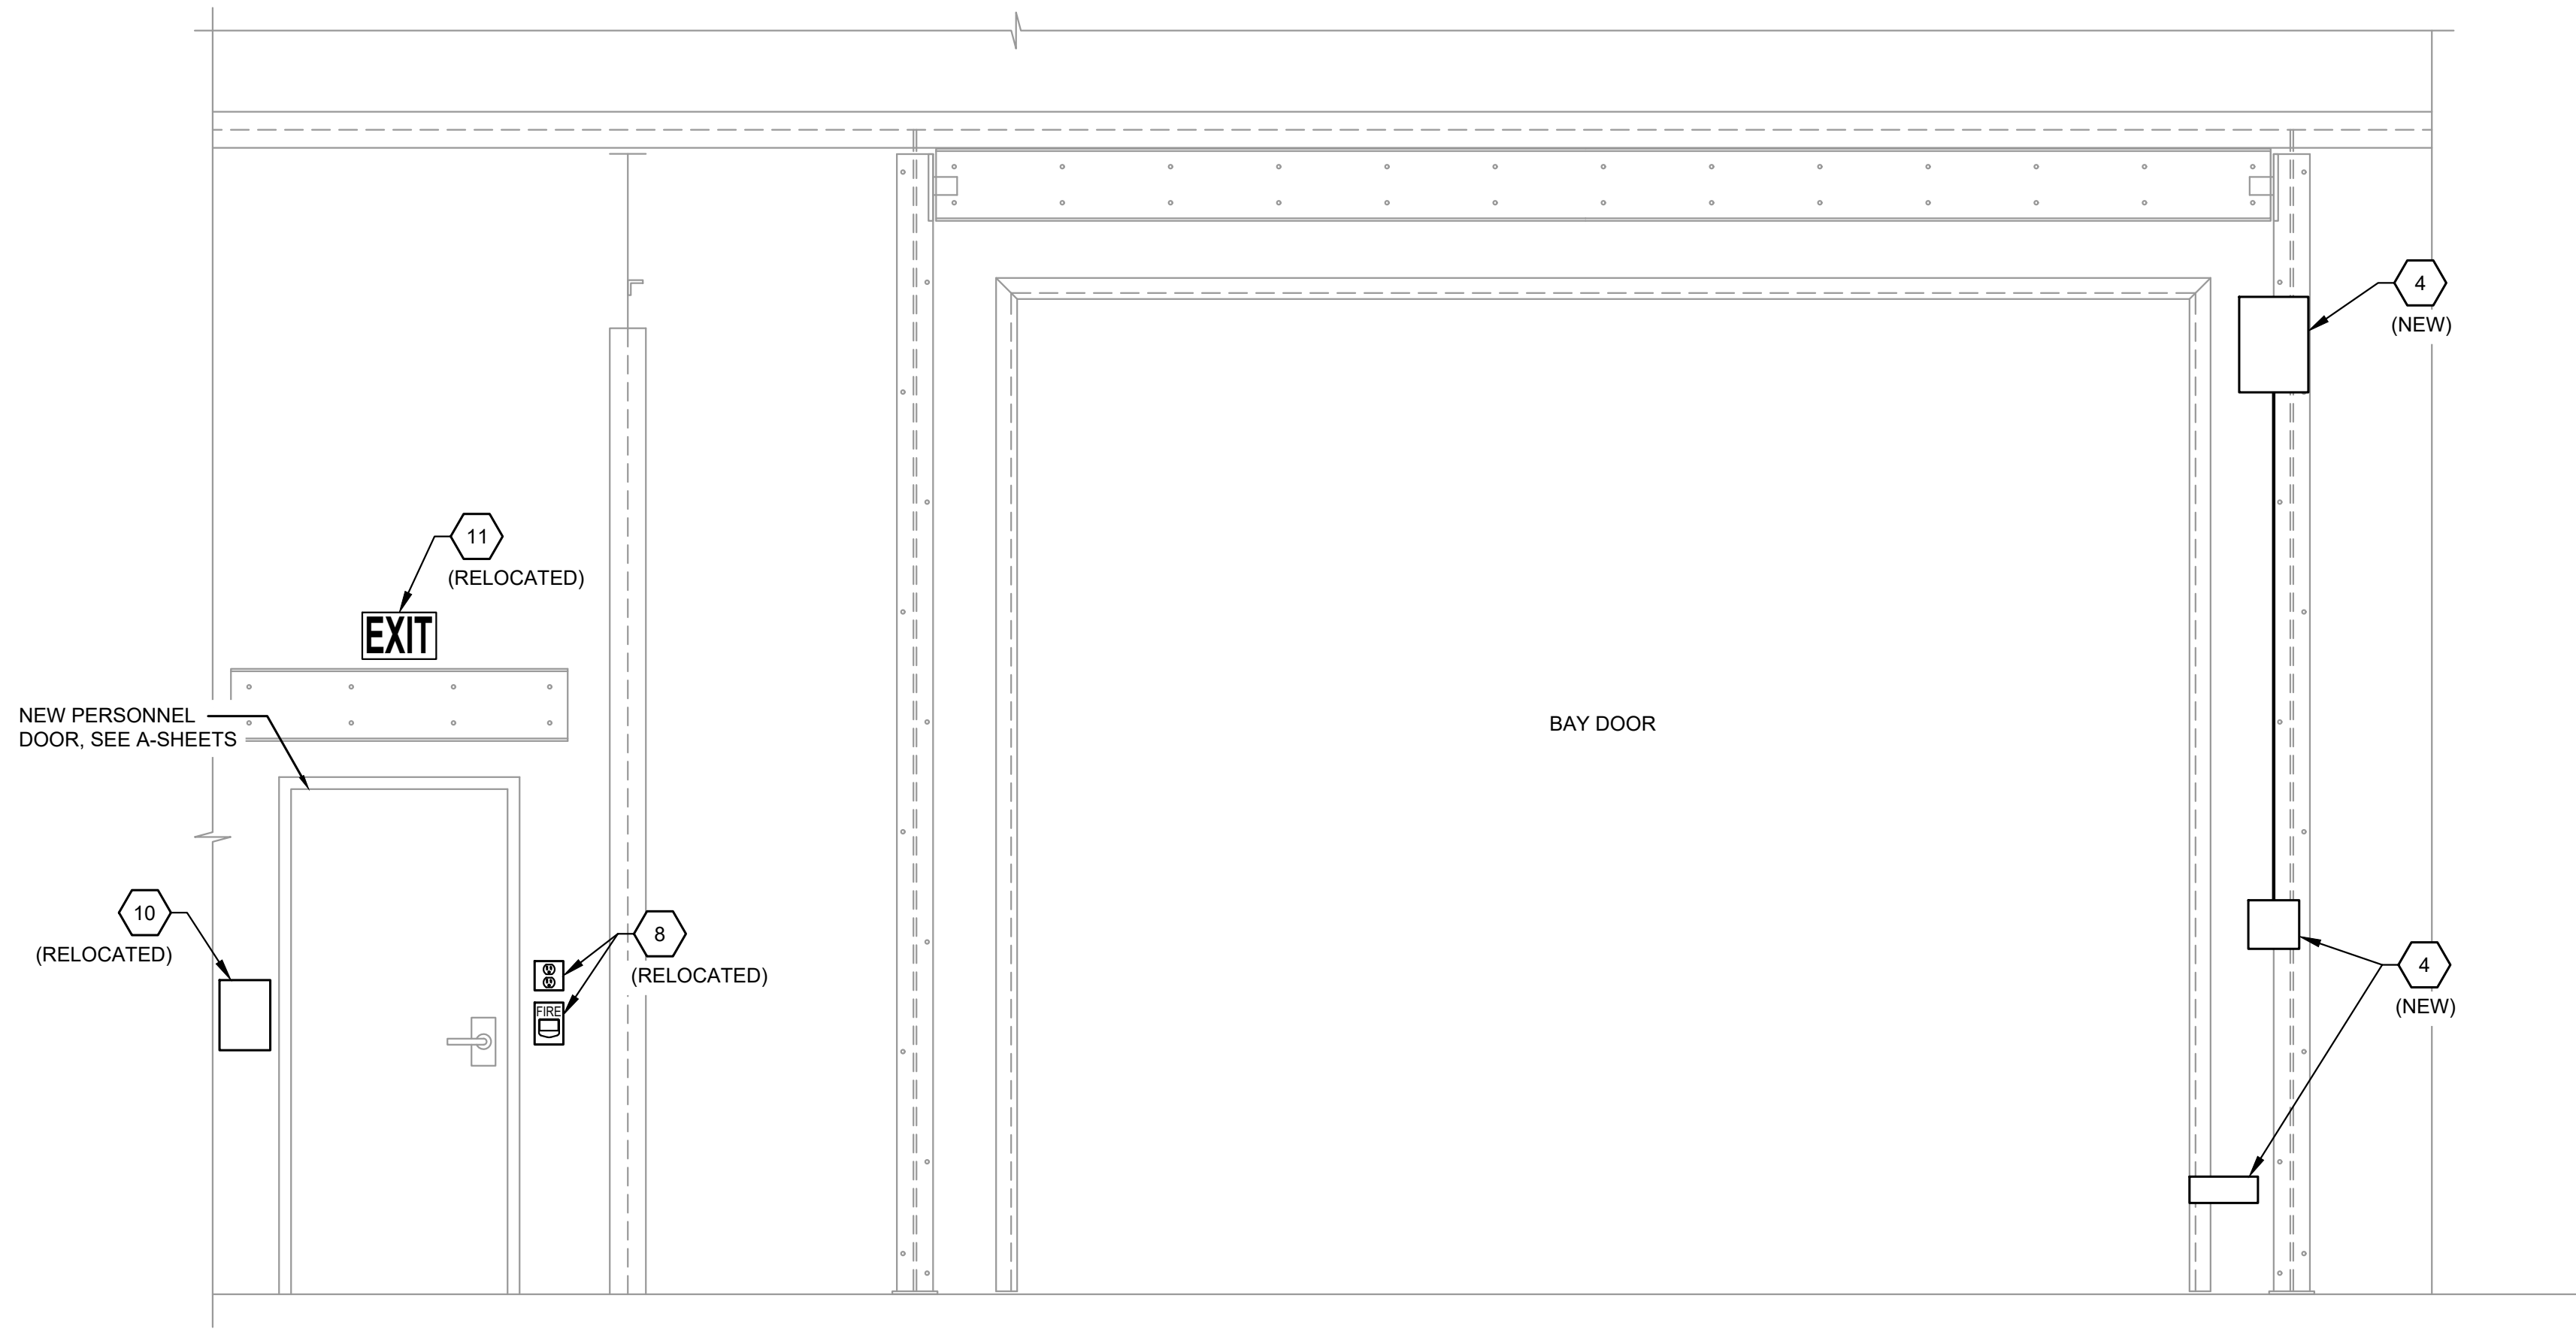 4
(NEW)
11
(RELOCATED)
EXIT
NEW PERSONNEL
DOOR, SEE A-SHEETS
BAY DOOR
10
(RELOCATED)
8
(RELOCATED)
FIRE
4
(NEW)